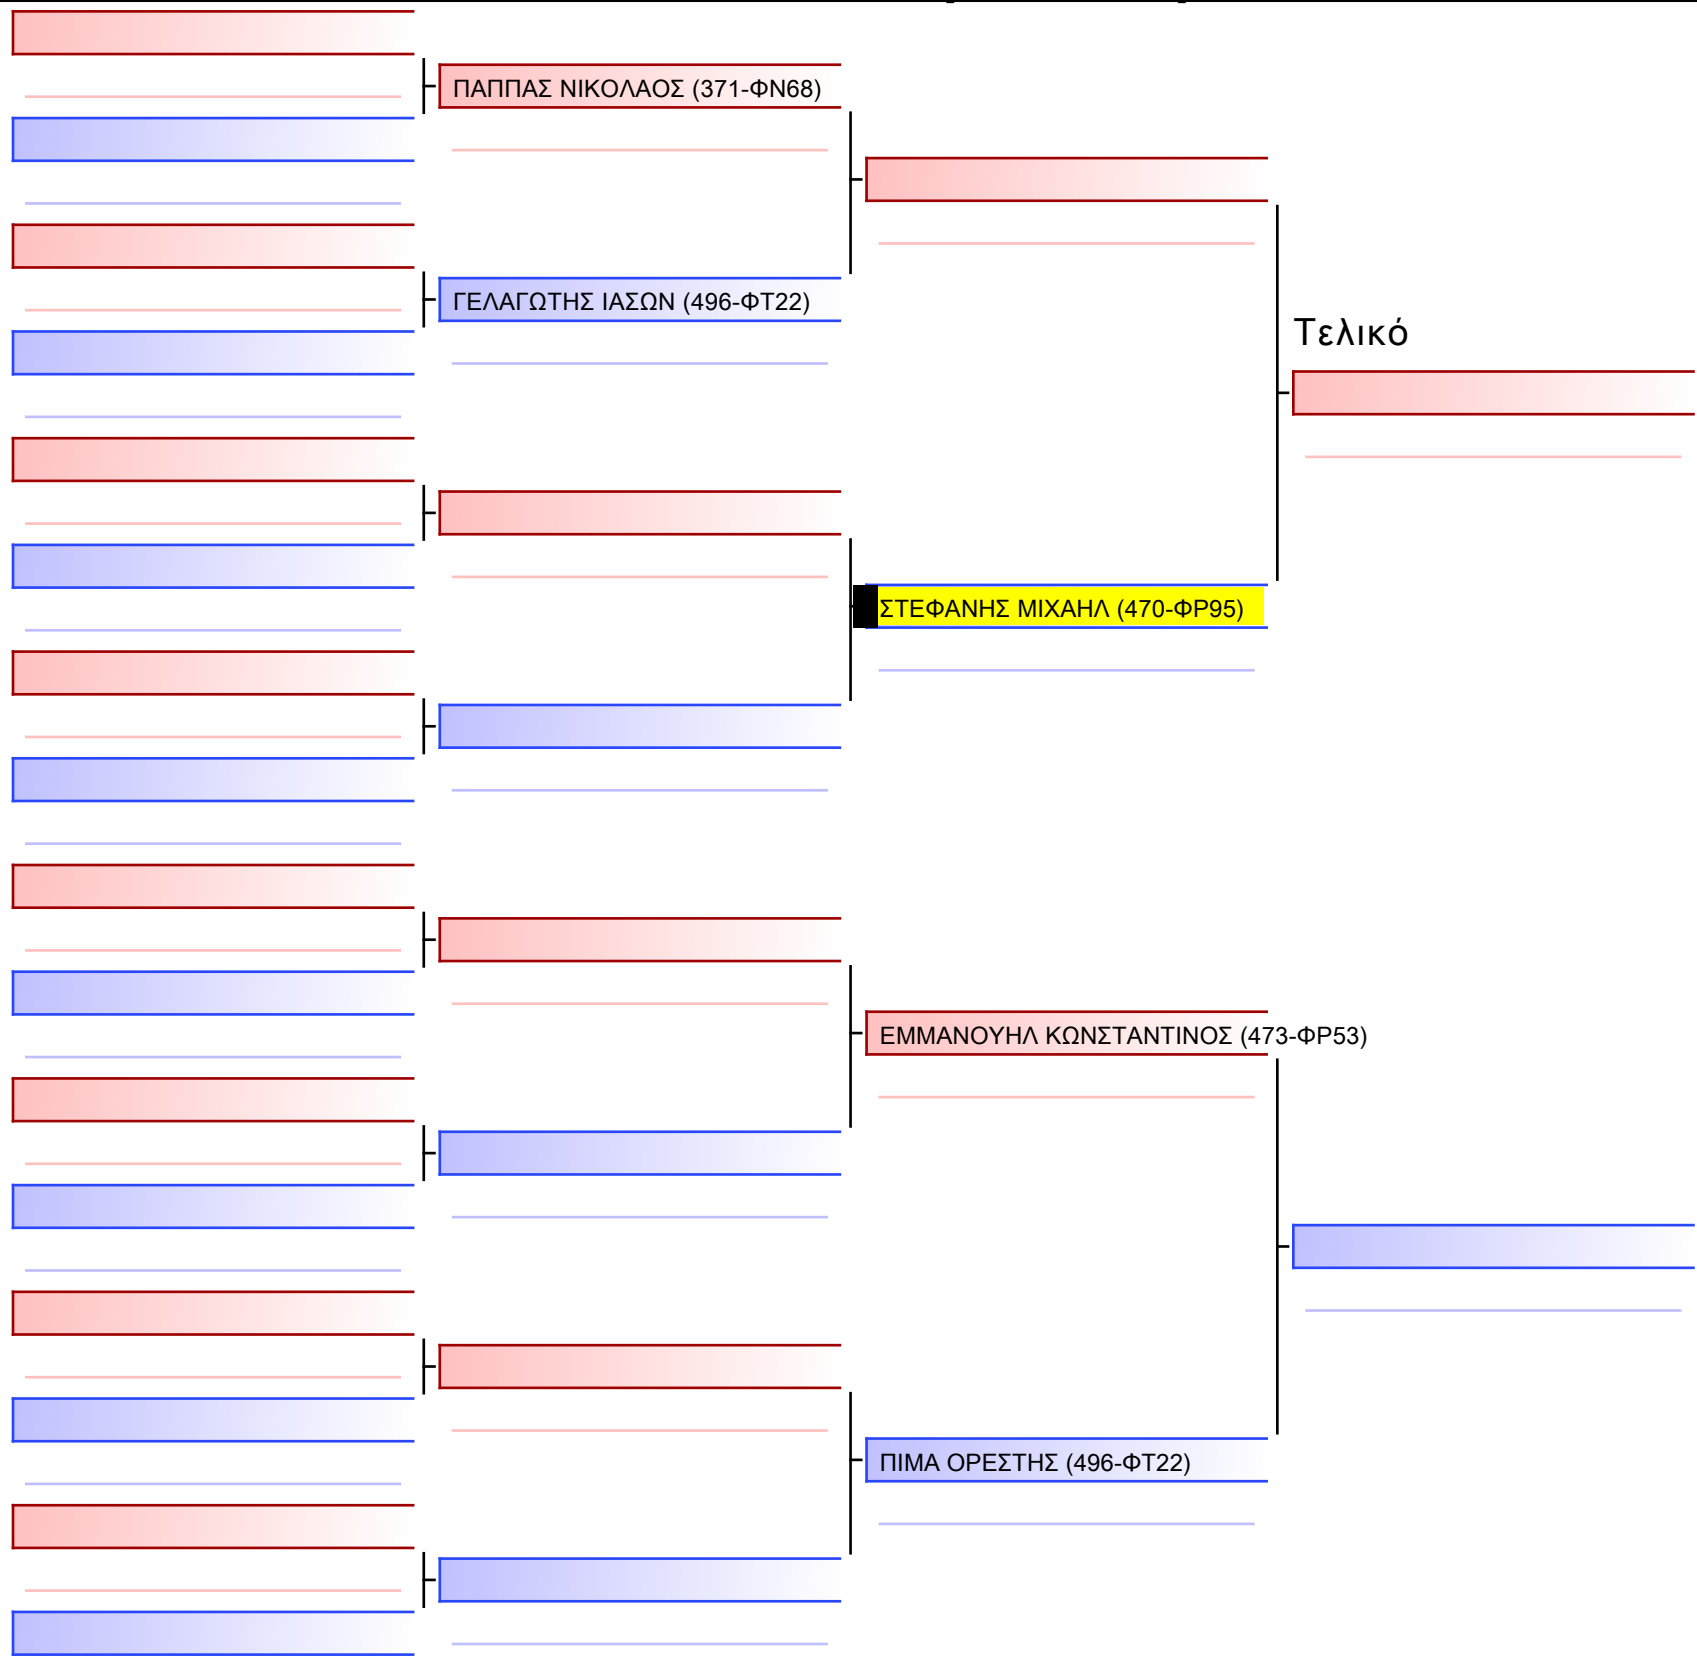 ΠΑΠΠΑΣ ΝΙΚΟΛΑΟΣ (371-ΦΝ68)
ΓΕΛΑΓΩΤΗΣ ΙΑΣΩΝ (496-ΦΤ22)
Τελικό
ΣΤΕΦΑΝΗΣ ΜΙΧΑΗΛ (470-ΦΡ95)
ΕΜΜΑΝΟΥΗΛ ΚΩΝΣΤΑΝΤΙΝΟΣ (473-ΦΡ53)
ΠΙΜΑ ΟΡΕΣΤΗΣ (496-ΦΤ22)